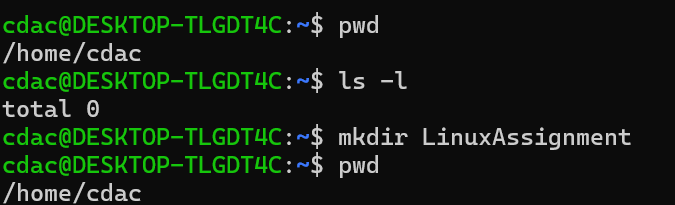 cdac@DESKTOP-TLGDT4C:~$ pwd
/home/cdac
cdac@DESKTOP-TLGDT4C:~$ ls -l
total 0
cdac@DESKTOP-TLGDT4C:~$ mkdir LinuxAssignment
cdac@DESKTOP-TLGDT4C:~$ pwd
/home/cdac